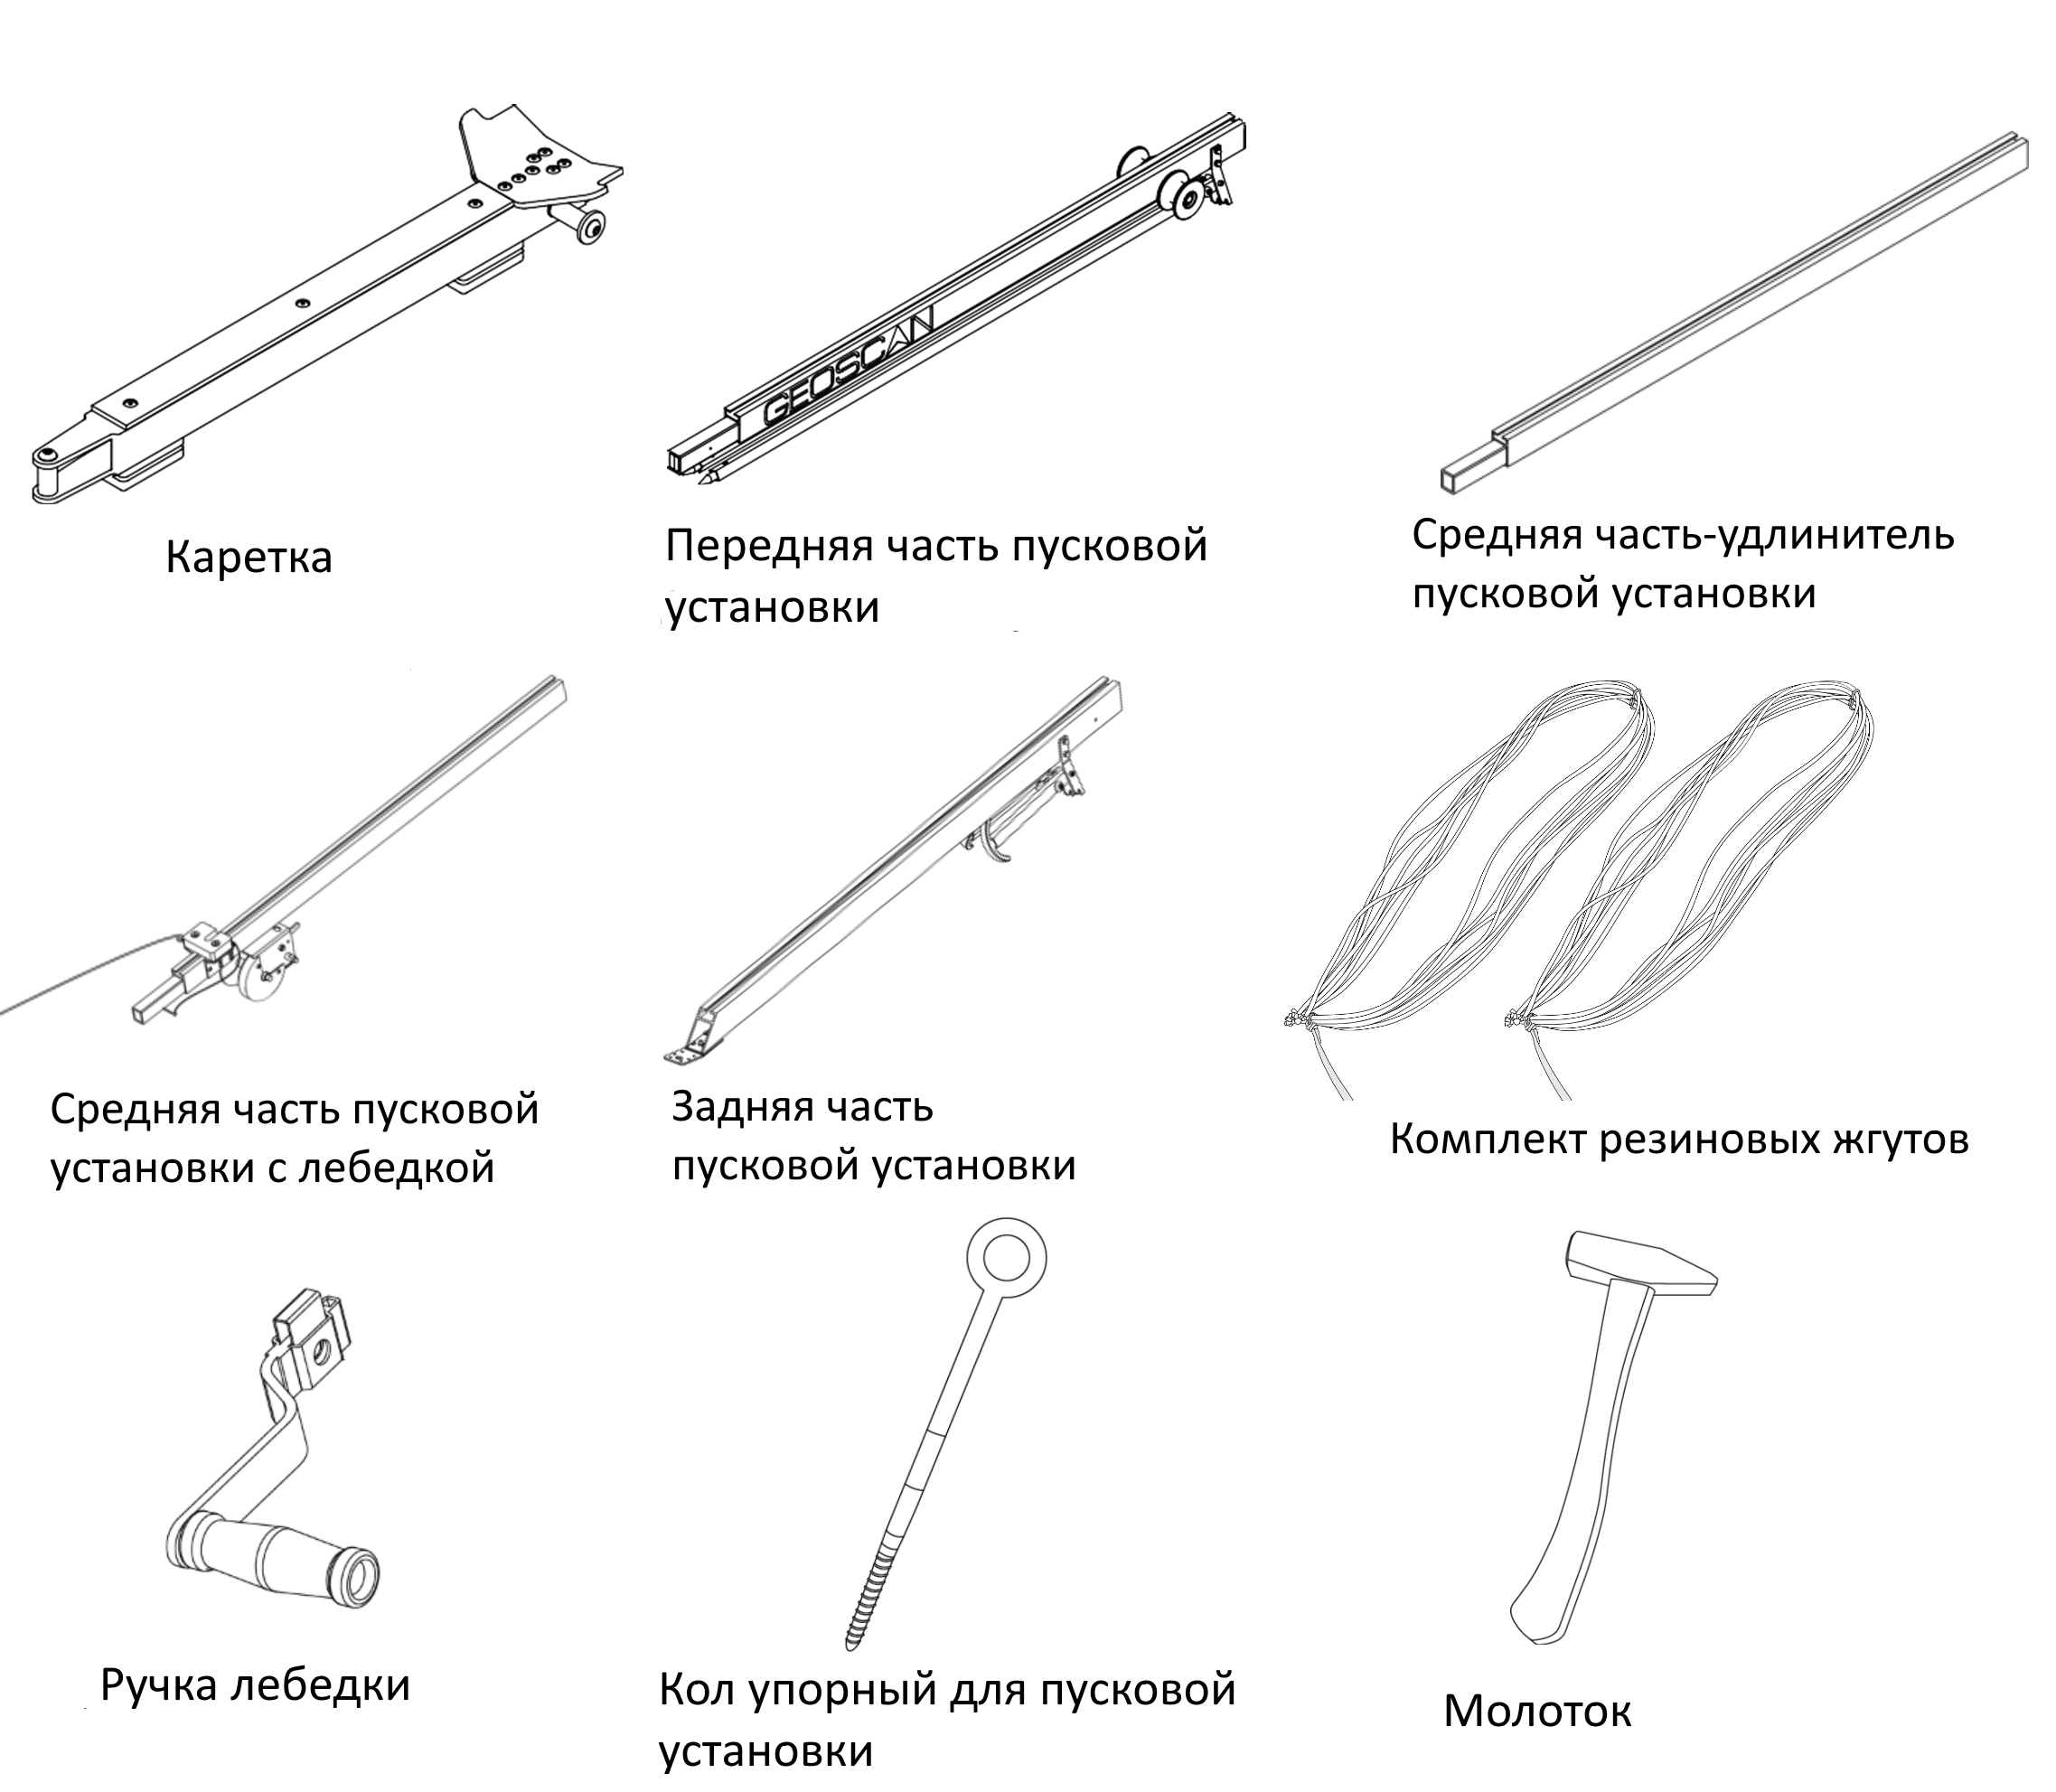 GEOSCAN
Каретка
Передняя часть пусковой
установки
Средняя часть-удлинитель
пусковой установки
Средняя часть пусковой
установки с лебедкой
Задняя часть
пусковой установки
Комплект резиновых жгутов
Ручка лебедки
Кол упорный для пусковой
установки
Молоток